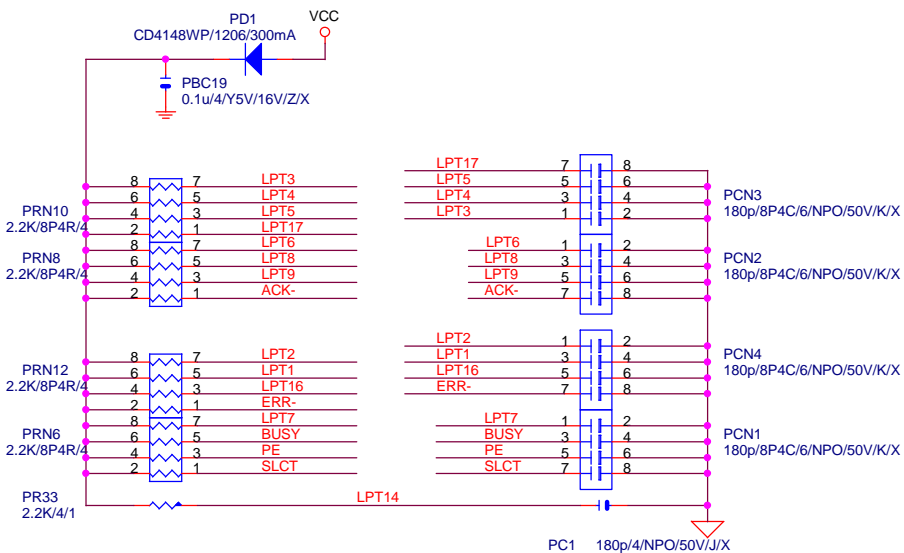 PD1 VCC
CD4148WP/1206/300mA
PBC19
0.1u/4/Y5V/16V/Z/X
LPT17 7 8
8 7 LPT3 LPT5 5 6
6 5 LPT4 LPT4 3 4 PCN3
PRN10 4 3 LPT5 LPT3 1 2 180p/8P4C/6/NPO/50V/K/X
2.2K/8P4R/4 2 1 LPT17
8 7 LPT6 LPT6 1 2
PRN8 6 5 LPT8 LPT8 3 4 PCN2
2.2K/8P4R/4 4 3 LPT9 LPT9 5 6 180p/8P4C/6/NPO/50V/K/X
2 1 ACK- ACK- 7 8
LPT2 1 2
8 7 LPT2 LPT1 3 4 PCN4
PRN12 6 5 LPT1 LPT16 5 6 180p/8P4C/6/NPO/50V/K/X
2.2K/8P4R/4 4 3 LPT16 ERR- 7 8
2 1 ERR-
8 7 LPT7 LPT7 1 2
PRN6 6 5 BUSY BUSY 3 4 PCN1
2.2K/8P4R/4 4 3 PE PE 5 6 180p/8P4C/6/NPO/50V/K/X
2 1 SLCT SLCT 7 8
PR33 LPT14
2.2K/4/1
PC1 180p/4/NPO/50V/J/X